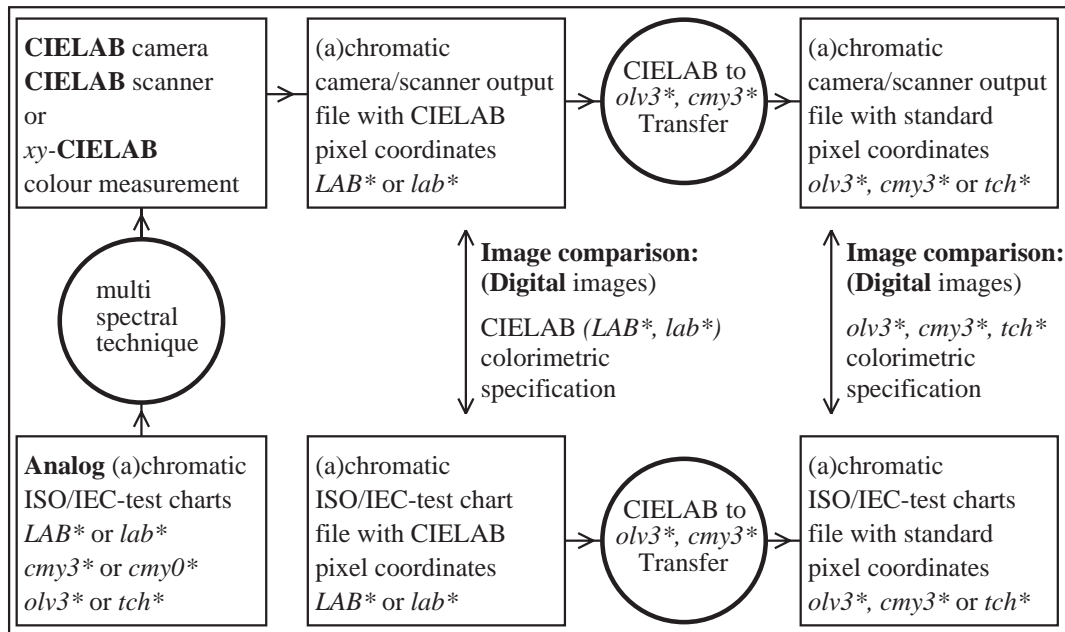 CIELAB camera
CIELAB scanner
or
xy-CIELAB
colour measurement
(a)chromatic
camera/scanner output
file with CIELAB
pixel coordinates
LAB* or lab*
CIELAB to
olv3*, cmy3*
Transfer
(a)chromatic
camera/scanner output
file with standard
pixel coordinates
olv3*, cmy3* or tch*
multi
spectral
technique
Image comparison:
(Digital images)
CIELAB (LAB*, lab*)
colorimetric
specification
Image comparison:
(Digital images)
olv3*, cmy3*, tch*
colorimetric
specification
Analog (a)chromatic
ISO/IEC-test charts
LAB* or lab*
cmy3* or cmy0*
olv3* or tch*
(a)chromatic
ISO/IEC-test chart
file with CIELAB
pixel coordinates
LAB* or lab*
CIELAB to
olv3*, cmy3*
Transfer
(a)chromatic
ISO/IEC-test charts
file with standard
pixel coordinates
olv3*, cmy3* or tch*